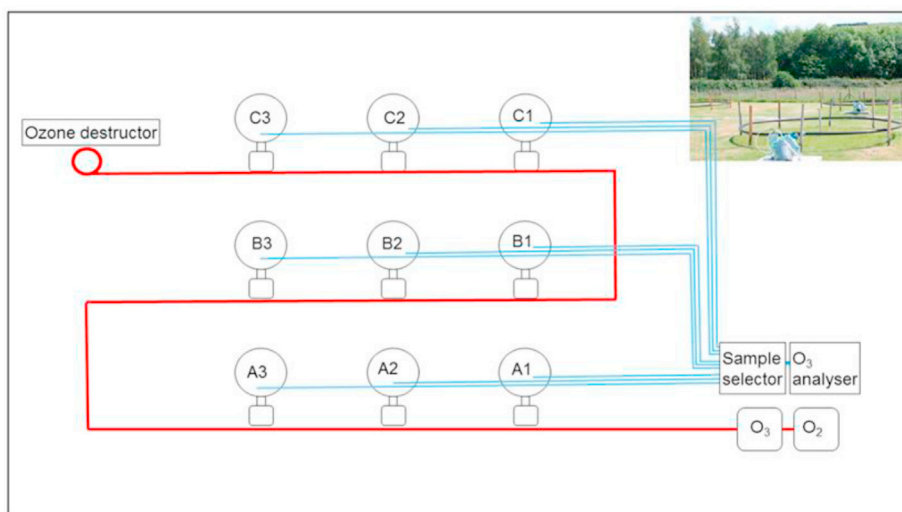 C3
C2
C1
Ozone destructor
B3
B2
B1
A3
A2
A1
Sample
selector
O₃
analyser
O₃
O₂